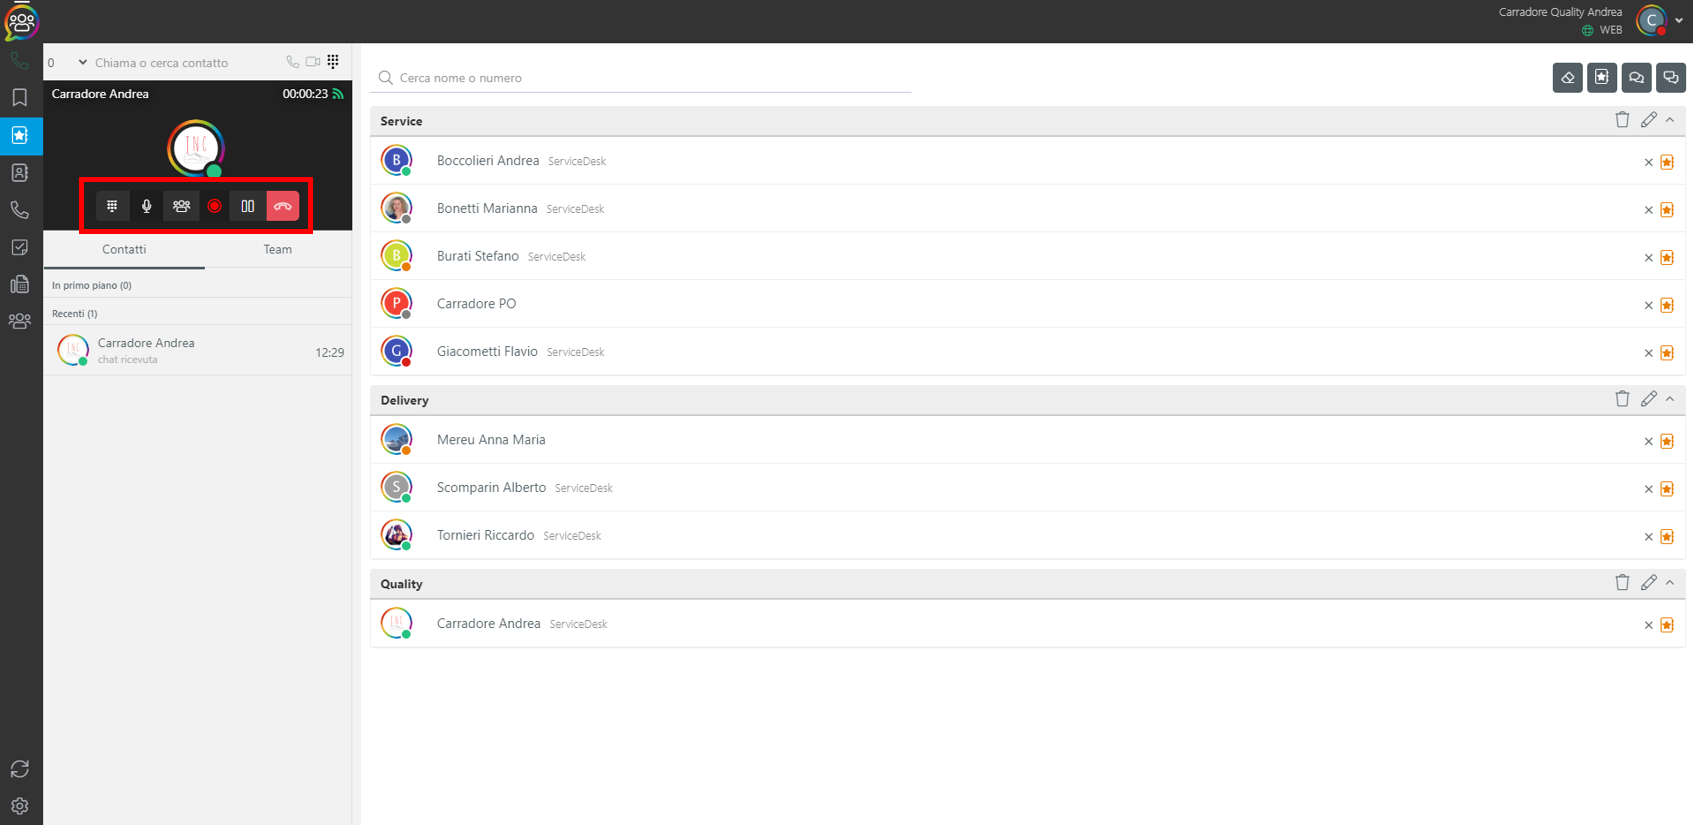 Carradore Quality Andrea
WEB
C
0
Chiama o cerca contatto
Carradore Andrea
00:00:23
INC
Contatti
Team
In primo piano (0)
Recenti (1)
INC
Carradore Andrea
chat ricevuta
12:29
Cerca nome o numero
Service
B
Boccolieri Andrea ServiceDesk
Bonetti Marianna ServiceDesk
B
Burati Stefano ServiceDesk
P
Carradore PO
G
Giacometti Flavio ServiceDesk
Delivery
Mereu Anna Maria
S
Scomparin Alberto ServiceDesk
Tornieri Riccardo ServiceDesk
Quality
INC
Carradore Andrea ServiceDesk